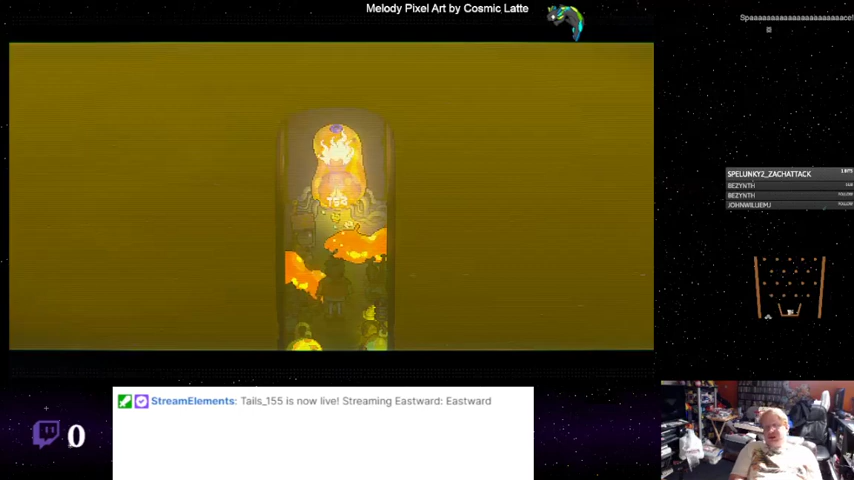 Melody Pixel Art by Cosmic Latte
Spaaaaaaaaaaaaaaaaaaaaace!
SPELUNKY2_ZACHATTACK
BEZYNTH
BEZYNTH
JOHNWILLIEMJ
StreamElements: Tails_155 is now live! Streaming Eastward: Eastward
0